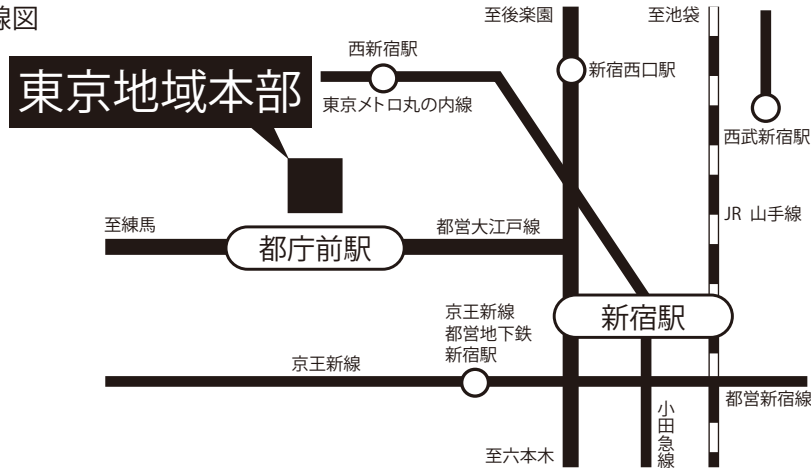 線図
至後楽園
至池袋
西新宿駅
新宿西口駅
東京地域本部
東京メトロ丸の内線
西武新宿駅
至練馬
都営大江戸線
JR 山手線
都庁前駅
京王新線
都営地下鉄
新宿駅
新宿駅
京王新線
都営新宿線
小田急線
至六本木